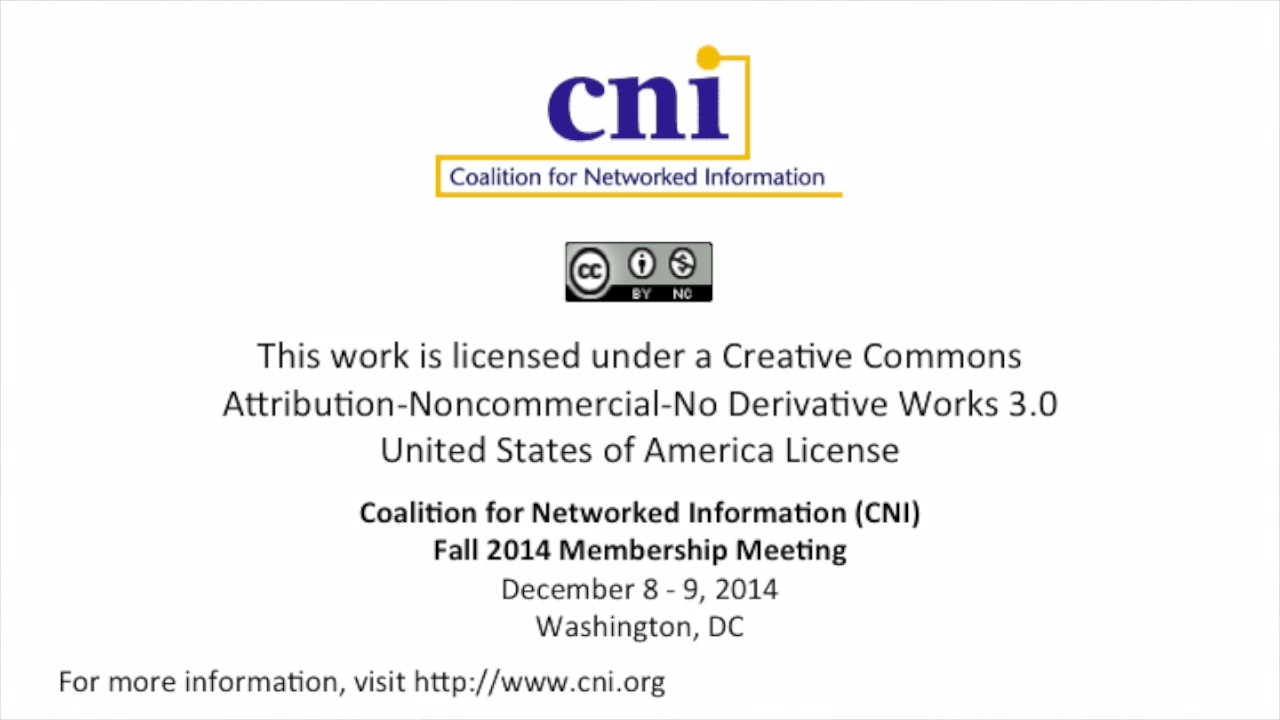 cni
Coalition for Networked Information
cc
BY NC
This work is licensed under a Creative Commons
Attribution-Noncommercial-No Derivative Works 3.0
United States of America License
Coalition for Networked Information (CNI)
Fall 2014 Membership Meeting
December 8 - 9, 2014
Washington, DC
For more information, visit http://www.cni.org